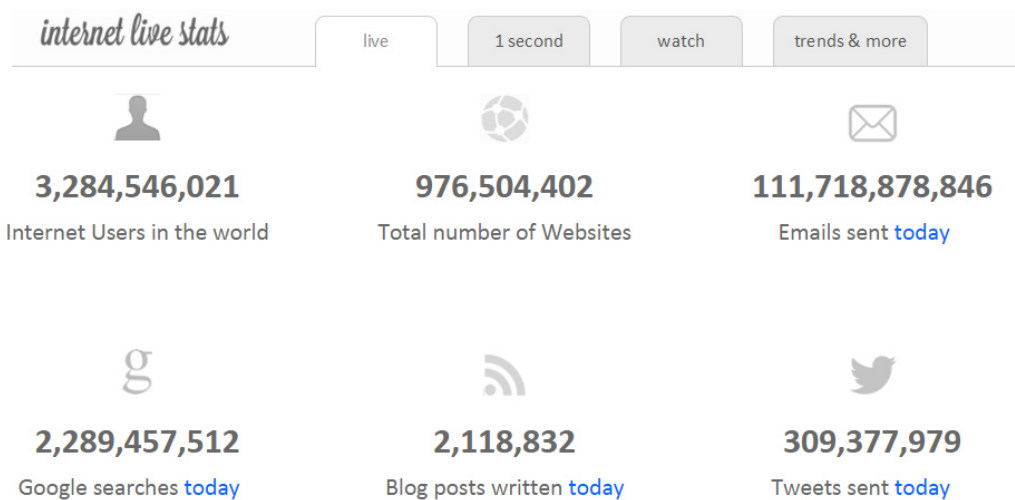 internet live stats
live
1 second
watch
trends & more
3,284,546,021
Internet Users in the world
976,504,402
Total number of Websites
111,718,878,846
Emails sent today
g
2,289,457,512
Google searches today
2,118,832
Blog posts written today
309,377,979
Tweets sent today